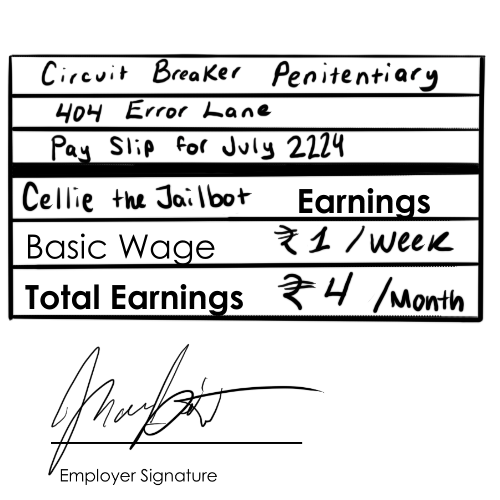 Circuit Breaker Penitentiary
404 Error Lane
Pay Slip for July 2224
Cellie the Jailbot Earnings
Basic Wage ₹1 /Week
Total Earnings ₹4 /Month
Employer Signature